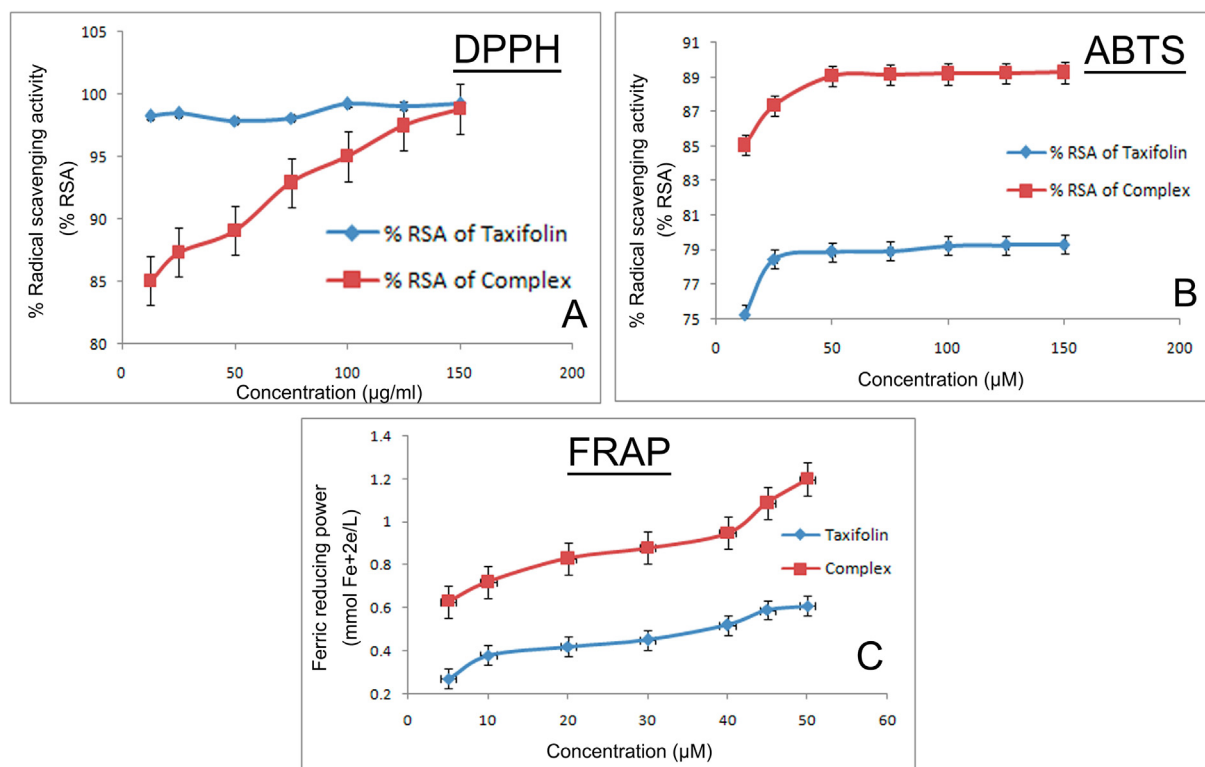 DPPH
% Radical scavenging activity
(% RSA)
105
100
95
90
85
80
% RSA of Taxifolin
% RSA of Complex
A
0
50
100
150
200
Concentration (µg/ml)
ABTS
% Radical scavenging activity
(% RSA)
91
89
87
85
83
81
79
77
75
% RSA of Taxifolin
% RSA of Complex
B
0
50
100
150
200
Concentration (µM)
FRAP
Ferric reducing power
(mmol Fe+2e/L)
1.4
1.2
1
0.8
0.6
0.4
0.2
Taxifolin
Complex
C
0
10
20
30
40
50
60
Concentration (µM)